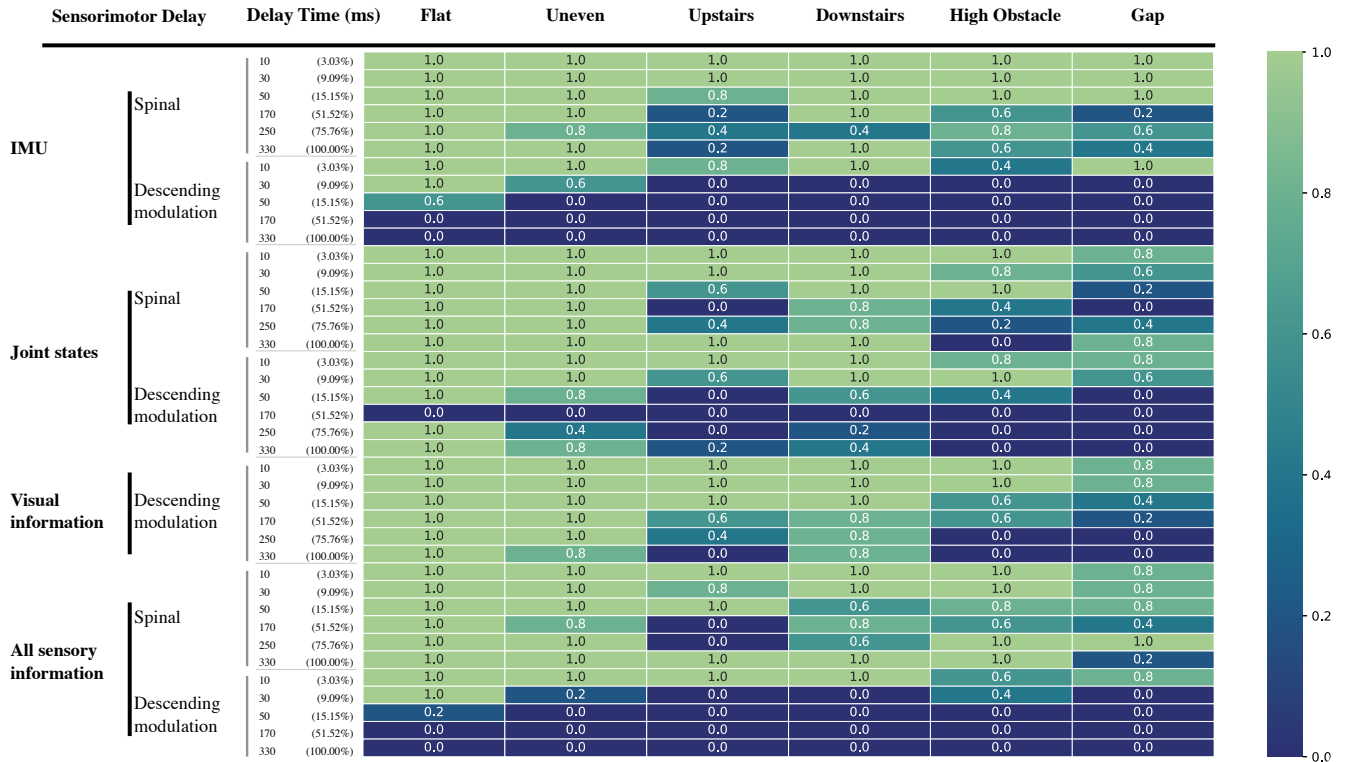 Sensorimotor Delay Delay Time (ms) Flat Uneven Upstairs Downstairs High Obstacle Gap
IMU
Spinal
10 (3.03%) 1.0 1.0 1.0 1.0 1.0 1.0
30 (9.09%) 1.0 1.0 1.0 1.0 1.0 1.0
50 (15.15%) 1.0 1.0 0.8 1.0 1.0 1.0
170 (51.52%) 1.0 1.0 0.2 1.0 0.6 0.2
250 (75.76%) 1.0 0.8 0.4 0.4 0.8 0.6
330 (100.00%) 1.0 1.0 0.2 1.0 0.6 0.4
Descending
modulation
10 (3.03%) 1.0 1.0 0.8 1.0 0.4 1.0
30 (9.09%) 1.0 0.6 0.0 0.0 0.0 0.0
50 (15.15%) 0.6 0.0 0.0 0.0 0.0 0.0
170 (51.52%) 0.0 0.0 0.0 0.0 0.0 0.0
330 (100.00%) 0.0 0.0 0.0 0.0 0.0 0.0
Joint states
Spinal
10 (3.03%) 1.0 1.0 1.0 1.0 1.0 0.8
30 (9.09%) 1.0 1.0 1.0 1.0 0.8 0.6
50 (15.15%) 1.0 1.0 0.6 1.0 1.0 0.2
170 (51.52%) 1.0 1.0 0.0 0.8 0.4 0.0
250 (75.76%) 1.0 1.0 0.4 0.8 0.2 0.4
330 (100.00%) 1.0 1.0 1.0 1.0 0.0 0.8
Descending
modulation
10 (3.03%) 1.0 1.0 1.0 1.0 0.8 0.8
30 (9.09%) 1.0 1.0 0.6 1.0 1.0 0.6
50 (15.15%) 1.0 0.8 0.0 0.6 0.4 0.0
170 (51.52%) 0.0 0.0 0.0 0.0 0.0 0.0
250 (75.76%) 1.0 0.4 0.0 0.2 0.0 0.0
330 (100.00%) 1.0 0.8 0.2 0.4 0.0 0.0
Visual
information
Descending
modulation
10 (3.03%) 1.0 1.0 1.0 1.0 1.0 0.8
30 (9.09%) 1.0 1.0 1.0 1.0 1.0 0.8
50 (15.15%) 1.0 1.0 1.0 1.0 0.6 0.4
170 (51.52%) 1.0 1.0 0.6 0.8 0.6 0.2
250 (75.76%) 1.0 1.0 0.4 0.8 0.0 0.0
330 (100.00%) 1.0 0.8 0.0 0.8 0.0 0.0
All sensory
information
Spinal
10 (3.03%) 1.0 1.0 1.0 1.0 1.0 0.8
30 (9.09%) 1.0 1.0 0.8 1.0 1.0 0.8
50 (15.15%) 1.0 1.0 1.0 0.6 0.8 0.8
170 (51.52%) 1.0 0.8 0.0 0.8 0.6 0.4
250 (75.76%) 1.0 1.0 0.0 0.6 1.0 1.0
330 (100.00%) 1.0 1.0 1.0 1.0 1.0 0.2
Descending
modulation
10 (3.03%) 1.0 1.0 1.0 1.0 0.6 0.8
30 (9.09%) 1.0 0.2 0.0 0.0 0.4 0.0
50 (15.15%) 0.2 0.0 0.0 0.0 0.0 0.0
170 (51.52%) 0.0 0.0 0.0 0.0 0.0 0.0
330 (100.00%) 0.0 0.0 0.0 0.0 0.0 0.0
1.0
0.8
0.6
0.4
0.2
0.0